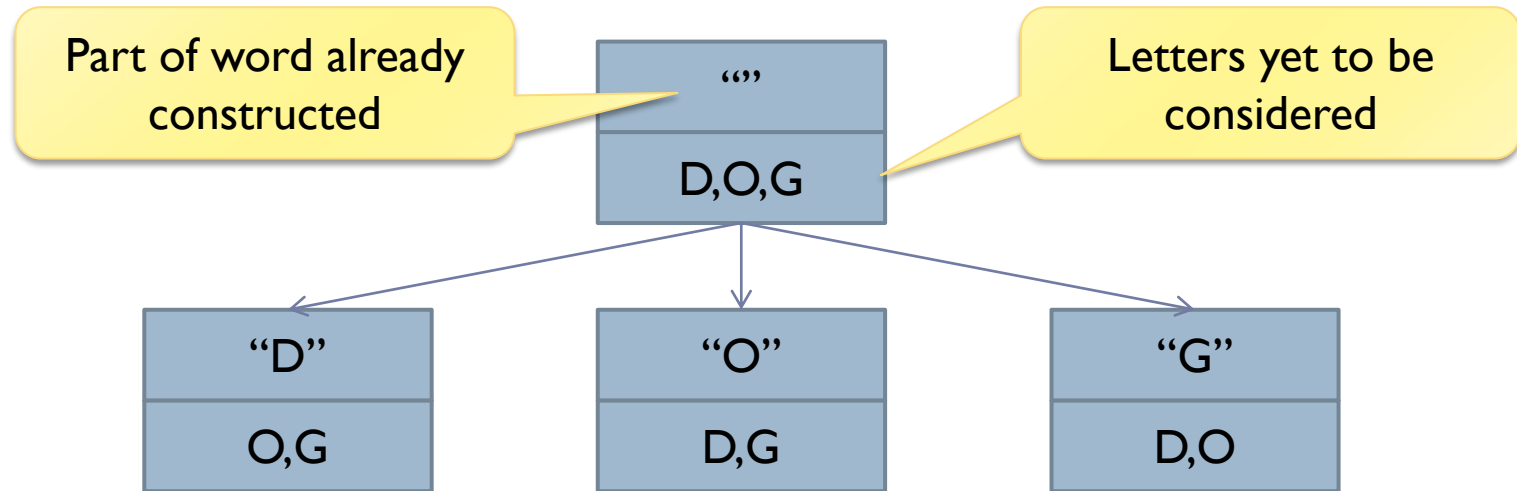 Part of word already
constructed
“”
D,O,G
Letters yet to be
considered
“D”
O,G
“O”
D,G
“G”
D,O